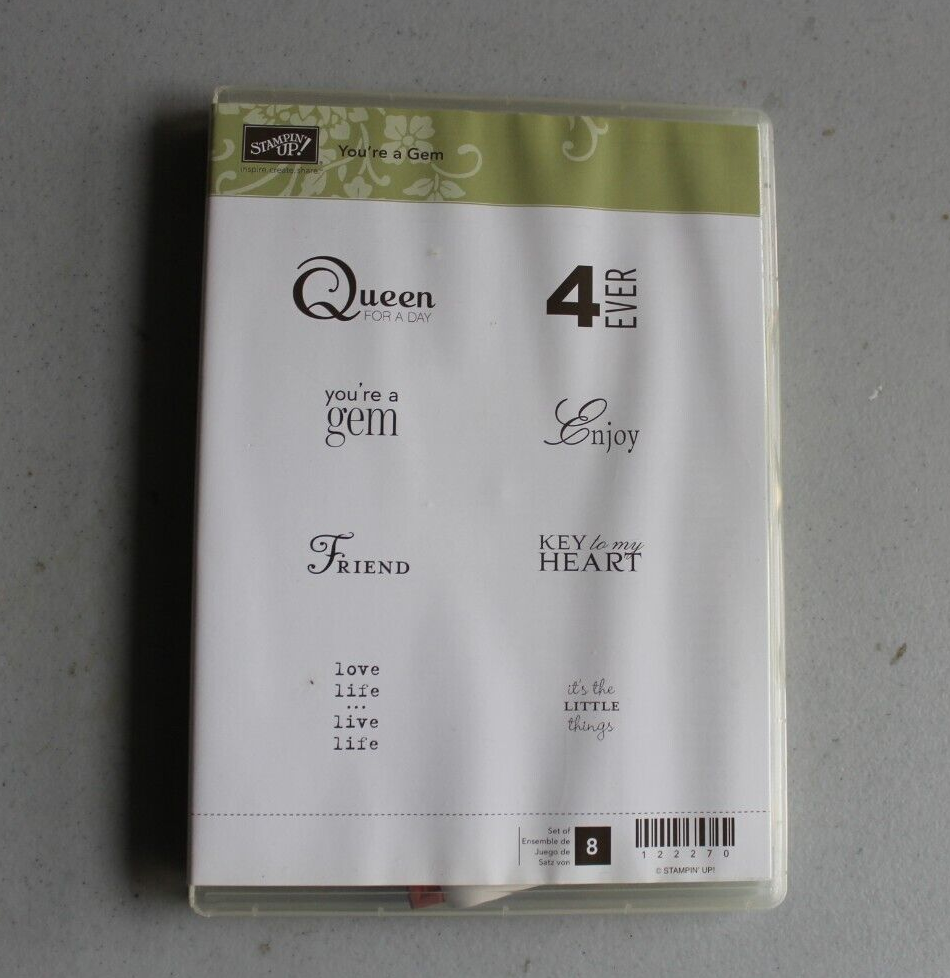 STAMPIN' UP!
inspire.create.share.
You're a Gem
Queen
FOR A DAY
4 EVER
you're a
gem
Enjoy
FRIEND
KEY to my
HEART
love
life
...
live
life
it's the
LITTLE
things
Set of
Ensemble de
Juego de
Satz von
8
122270
© STAMPIN' UP!